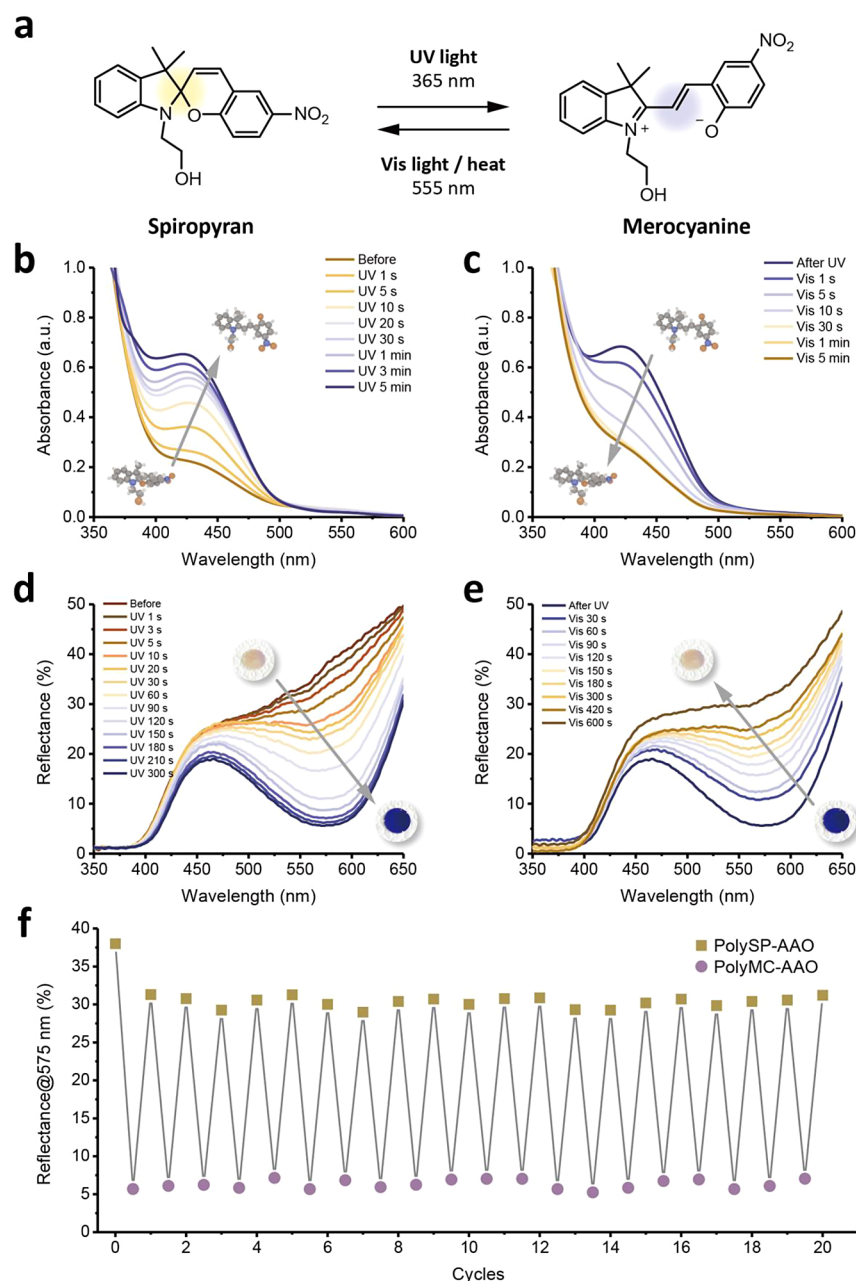 a
UV light
365 nm
Vis light / heat
555 nm
N
O
NO₂
OH
N
+
−
O
NO₂
OH
Spiropyran
Merocyanine
b
Absorbance (a.u.)
1.0
0.8
0.6
0.4
0.2
0.0
350 400 450 500 550 600
Wavelength (nm)
Before
UV 1 s
UV 5 s
UV 10 s
UV 20 s
UV 30 s
UV 1 min
UV 3 min
UV 5 min
c
Absorbance (a.u.)
1.0
0.8
0.6
0.4
0.2
0.0
350 400 450 500 550 600
Wavelength (nm)
After UV
Vis 1 s
Vis 5 s
Vis 10 s
Vis 30 s
Vis 1 min
Vis 5 min
d
Reflectance (%)
50
40
30
20
10
0
350 400 450 500 550 600 650
Wavelength (nm)
Before
UV 1 s
UV 3 s
UV 5 s
UV 10 s
UV 20 s
UV 30 s
UV 60 s
UV 90 s
UV 120 s
UV 150 s
UV 180 s
UV 210 s
UV 300 s
e
Reflectance (%)
50
40
30
20
10
0
350 400 450 500 550 600 650
Wavelength (nm)
After UV
Vis 30 s
Vis 60 s
Vis 90 s
Vis 120 s
Vis 150 s
Vis 180 s
Vis 300 s
Vis 420 s
Vis 600 s
f
Reflectance@575 nm (%)
40
35
30
25
20
15
10
5
0
0 2 4 6 8 10 12 14 16 18 20
Cycles
PolySP-AAO
PolyMC-AAO